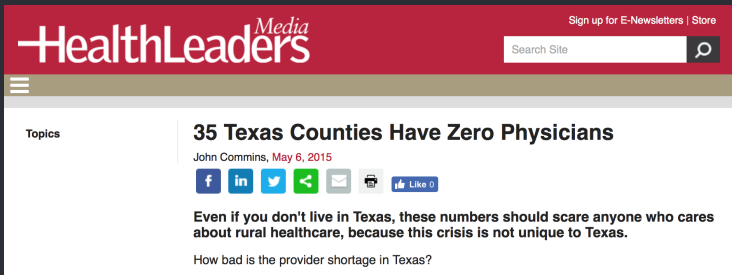 Sign up for E-Newsletters | Store
HealthLeaders Media
Search Site
Topics
35 Texas Counties Have Zero Physicians
John Commins, May 6, 2015
f in Like 0
Even if you don't live in Texas, these numbers should scare anyone who cares
about rural healthcare, because this crisis is not unique to Texas.
How bad is the provider shortage in Texas?